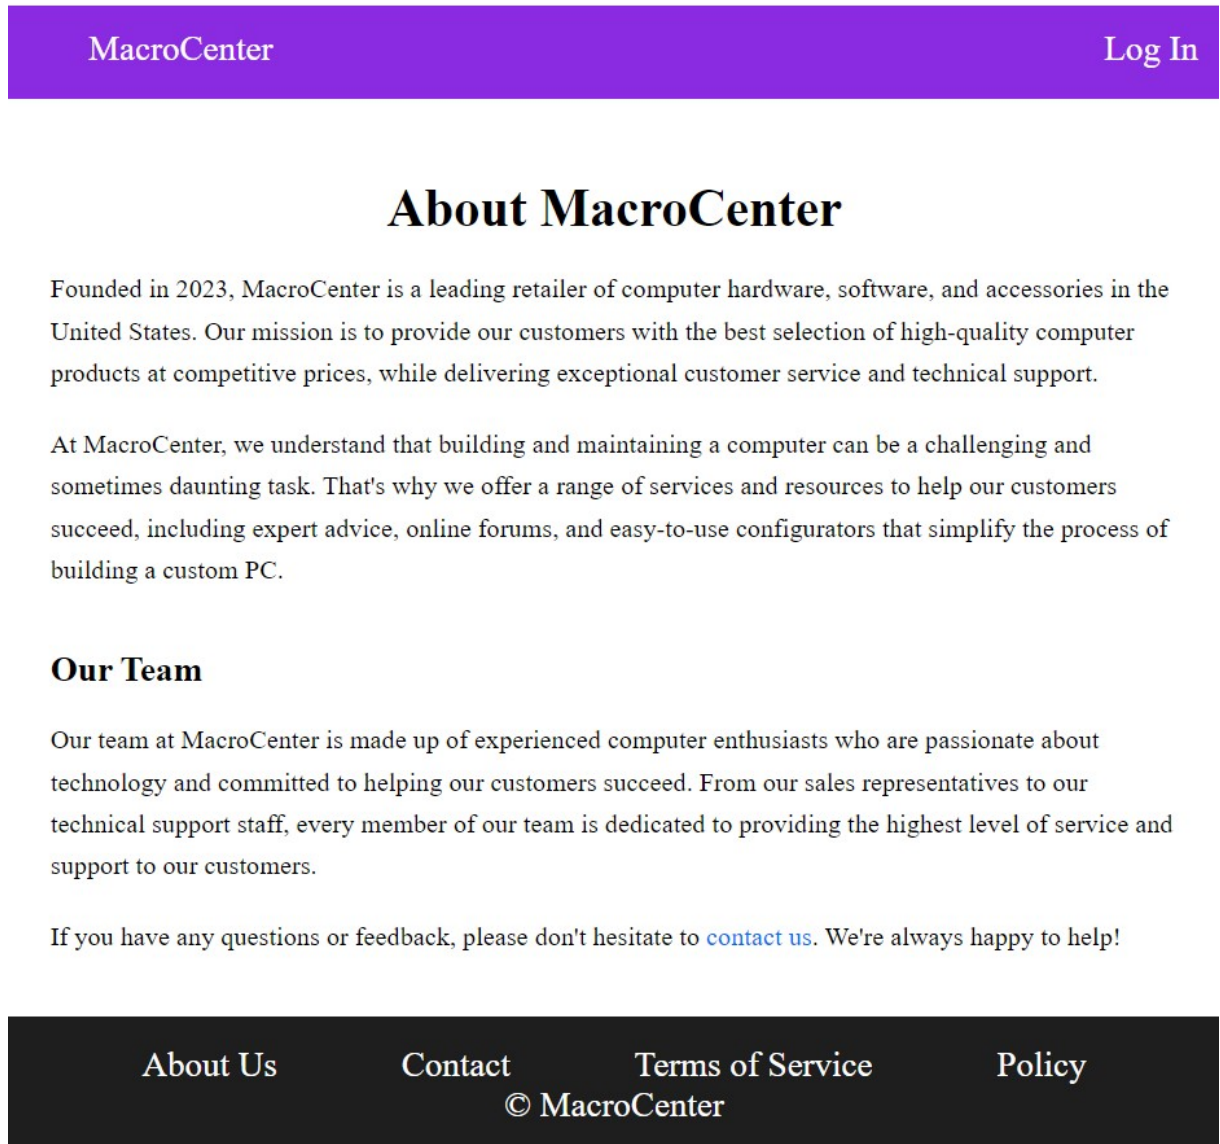 MacroCenter Log In
About MacroCenter
Founded in 2023, MacroCenter is a leading retailer of computer hardware, software, and accessories in the
United States. Our mission is to provide our customers with the best selection of high-quality computer
products at competitive prices, while delivering exceptional customer service and technical support.
At MacroCenter, we understand that building and maintaining a computer can be a challenging and
sometimes daunting task. That's why we offer a range of services and resources to help our customers
succeed, including expert advice, online forums, and easy-to-use configurators that simplify the process of
building a custom PC.
Our Team
Our team at MacroCenter is made up of experienced computer enthusiasts who are passionate about
technology and committed to helping our customers succeed. From our sales representatives to our
technical support staff, every member of our team is dedicated to providing the highest level of service and
support to our customers.
If you have any questions or feedback, please don't hesitate to contact us. We're always happy to help!
About Us Contact Terms of Service Policy
© MacroCenter